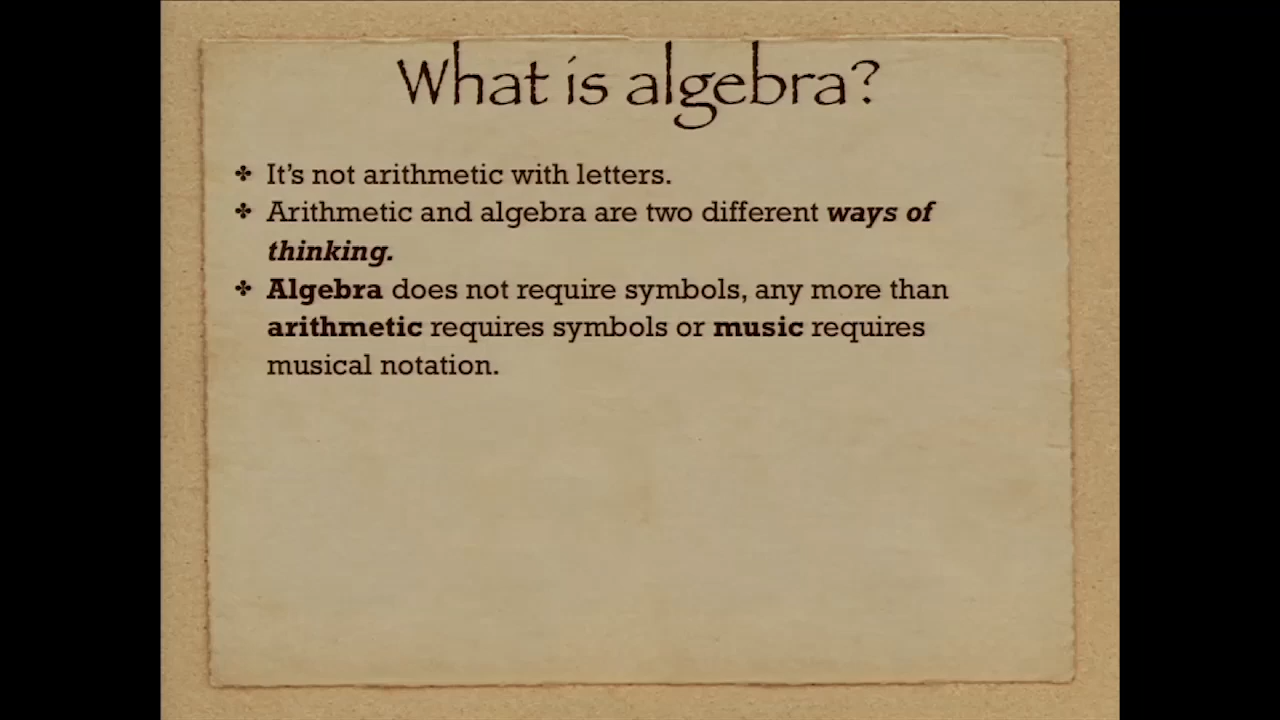 What is algebra?
✤ It's not arithmetic with letters.
✤ Arithmetic and algebra are two different ways of
thinking.
✤ Algebra does not require symbols, any more than
arithmetic requires symbols or music requires
musical notation.